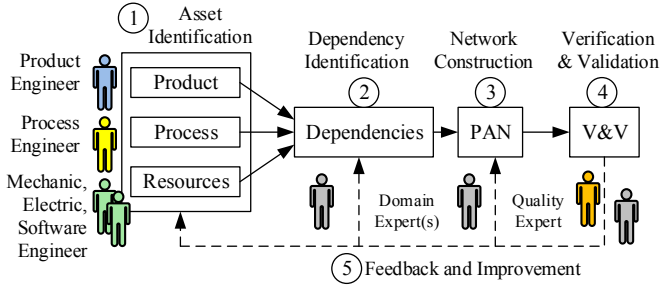 1
Asset
Identification
Dependency
Identification
2
Network
Construction
3
Verification
& Validation
4
Product
Engineer
Process
Engineer
Mechanic,
Electric,
Software
Engineer
Product
Process
Resources
Dependencies
PAN
V&V
Domain
Expert(s)
Quality
Expert
5 Feedback and Improvement